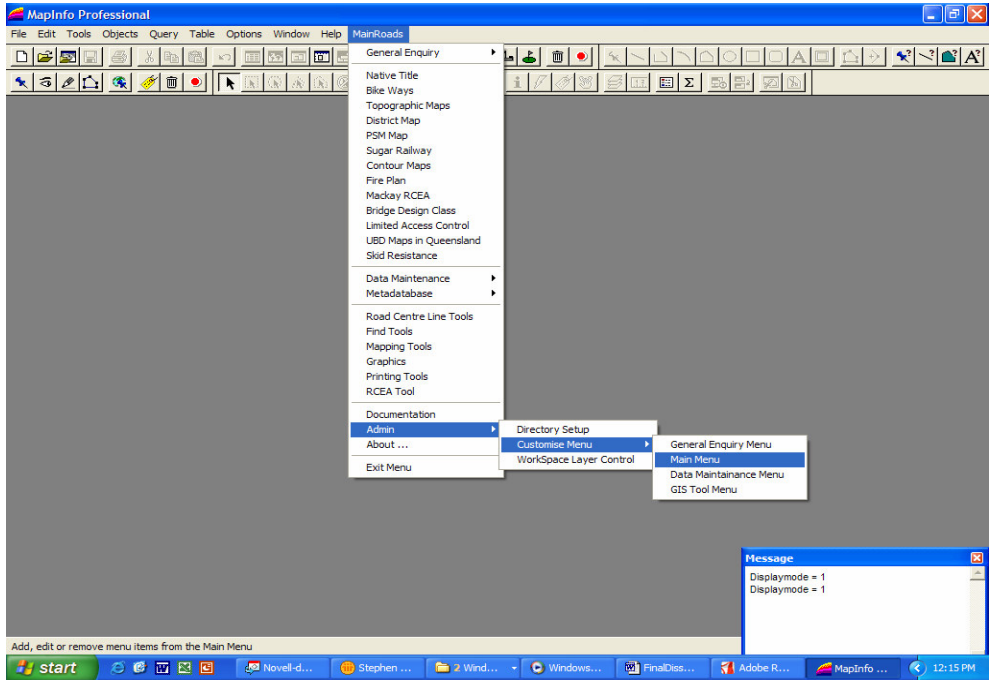 MapInfo Professional
File Edit Tools Objects Query Table Options Window Help MainRoads
General Enquiry
Native Title
Bike Ways
Topographic Maps
District Map
PSM Map
Sugar Railway
Contour Maps
Fire Plan
Mackay RCEA
Bridge Design Class
Limited Access Control
UBD Maps in Queensland
Skid Resistance
Data Maintenance
Metadatabase
Road Centre Line Tools
Find Tools
Mapping Tools
Graphics
Printing Tools
RCEA Tool
Documentation
Admin
About ...
Exit Menu
Directory Setup
Customise Menu
WorkSpace Layer Control
General Enquiry Menu
Main Menu
Data Maintainance Menu
GIS Tool Menu
Message
Displaymode = 1
Displaymode = 1
Add, edit or remove menu items from the Main Menu
start Novell-d... Stephen ... 2 Wind... Windows... FinalDiss... Adobe R... MapInfo ... 12:15 PM